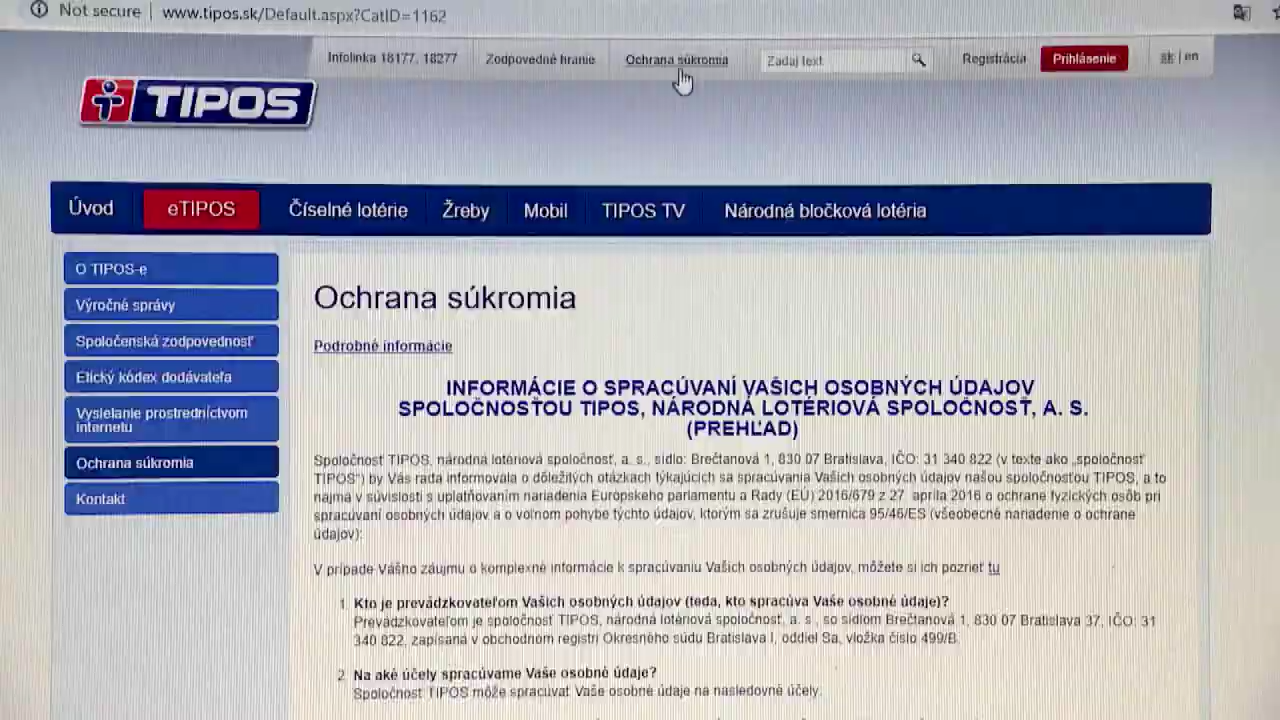 Not secure | www.tipos.sk/Default.aspx?CatID=1162
Infolinka 18177, 18277 Zodpovedné hranie Ochrana súkromia Zadaj text Registrácia Prihlásenie sk | en
TIPOS
Úvod eTIPOS Číselné lotérie Žreby Mobil TIPOS TV Národná bločková lotéria
O TIPOS-e
Výročné správy
Spoločenská zodpovednosť
Etický kódex dodávateľa
Vysielanie prostredníctvom
internetu
Ochrana súkromia
Kontakt
Ochrana súkromia
Podrobné informácie
INFORMÁCIE O SPRACÚVANÍ VAŠICH OSOBNÝCH ÚDAJOV
SPOLOČNOSŤOU TIPOS, NÁRODNÁ LOTÉRIOVÁ SPOLOČNOSŤ, A. S.
(PREHĽAD)
Spoločnosť TIPOS, národná lotériová spoločnosť, a. s., sídlo: Brečtanová 1, 830 07 Bratislava, IČO: 31 340 822 (v texte ako „spoločnosť
TIPOS“) by Vás rada informovala o dôležitých otázkach týkajúcich sa spracúvania Vašich osobných údajov našou spoločnosťou TIPOS, a to
najmä v súvislosti s uplatňovaním nariadenia Európskeho parlamentu a Rady (EÚ) 2016/679 z 27. apríla 2016 o ochrane fyzických osôb pri
spracúvaní osobných údajov a o voľnom pohybe týchto údajov, ktorým sa zrušuje smernica 95/46/ES (všeobecné nariadenie o ochrane
údajov):
V prípade Vášho záujmu o komplexné informácie k spracúvaniu Vašich osobných údajov, môžete si ich pozrieť tu
1. Kto je prevádzkovateľom Vašich osobných údajov (teda, kto spracúva Vaše osobné údaje)?
Prevádzkovateľom je spoločnosť TIPOS, národná lotériová spoločnosť, a. s., so sídlom Brečtanová 1, 830 07 Bratislava 37, IČO: 31
340 822, zapísaná v obchodnom registri Okresného súdu Bratislava I, oddiel Sa, vložka číslo 499/B.
2. Na aké účely spracúvame Vaše osobné údaje?
Spoločnosť TIPOS môže spracúvať Vaše osobné údaje na nasledovné účely: